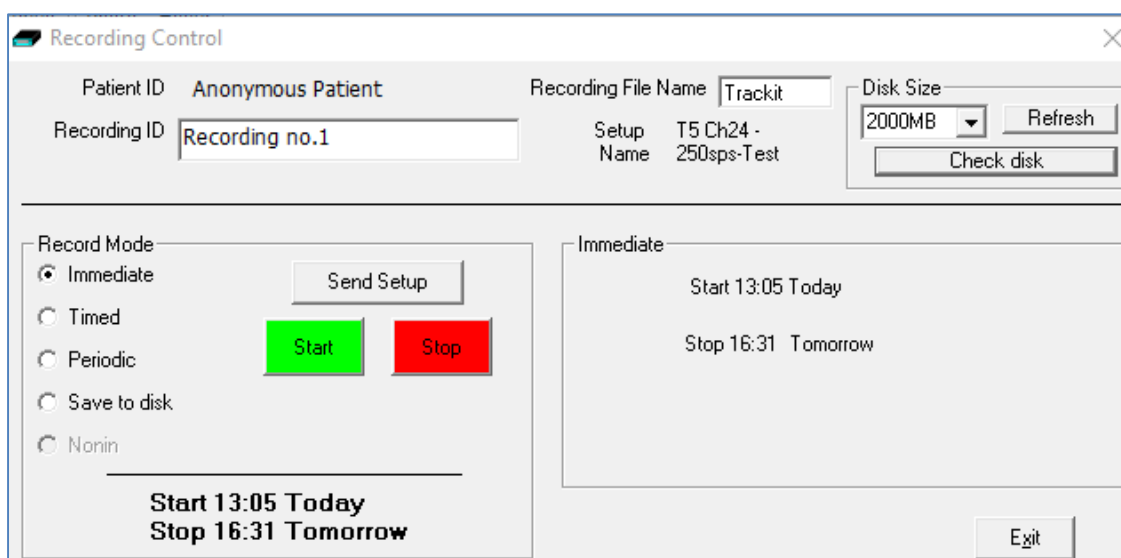 Recording Control
Patient ID Anonymous Patient
Recording File Name Trackit
Disk Size
Recording ID Recording no.1
Setup Name
T5 Ch24 -
250sps-Test
2000MB Refresh
Check disk
Record Mode
Immediate
Send Setup
Timed
Start Stop
Periodic
Save to disk
Nonin
Start 13:05 Today
Stop 16:31 Tomorrow
Immediate
Start 13:05 Today
Stop 16:31 Tomorrow
Exit